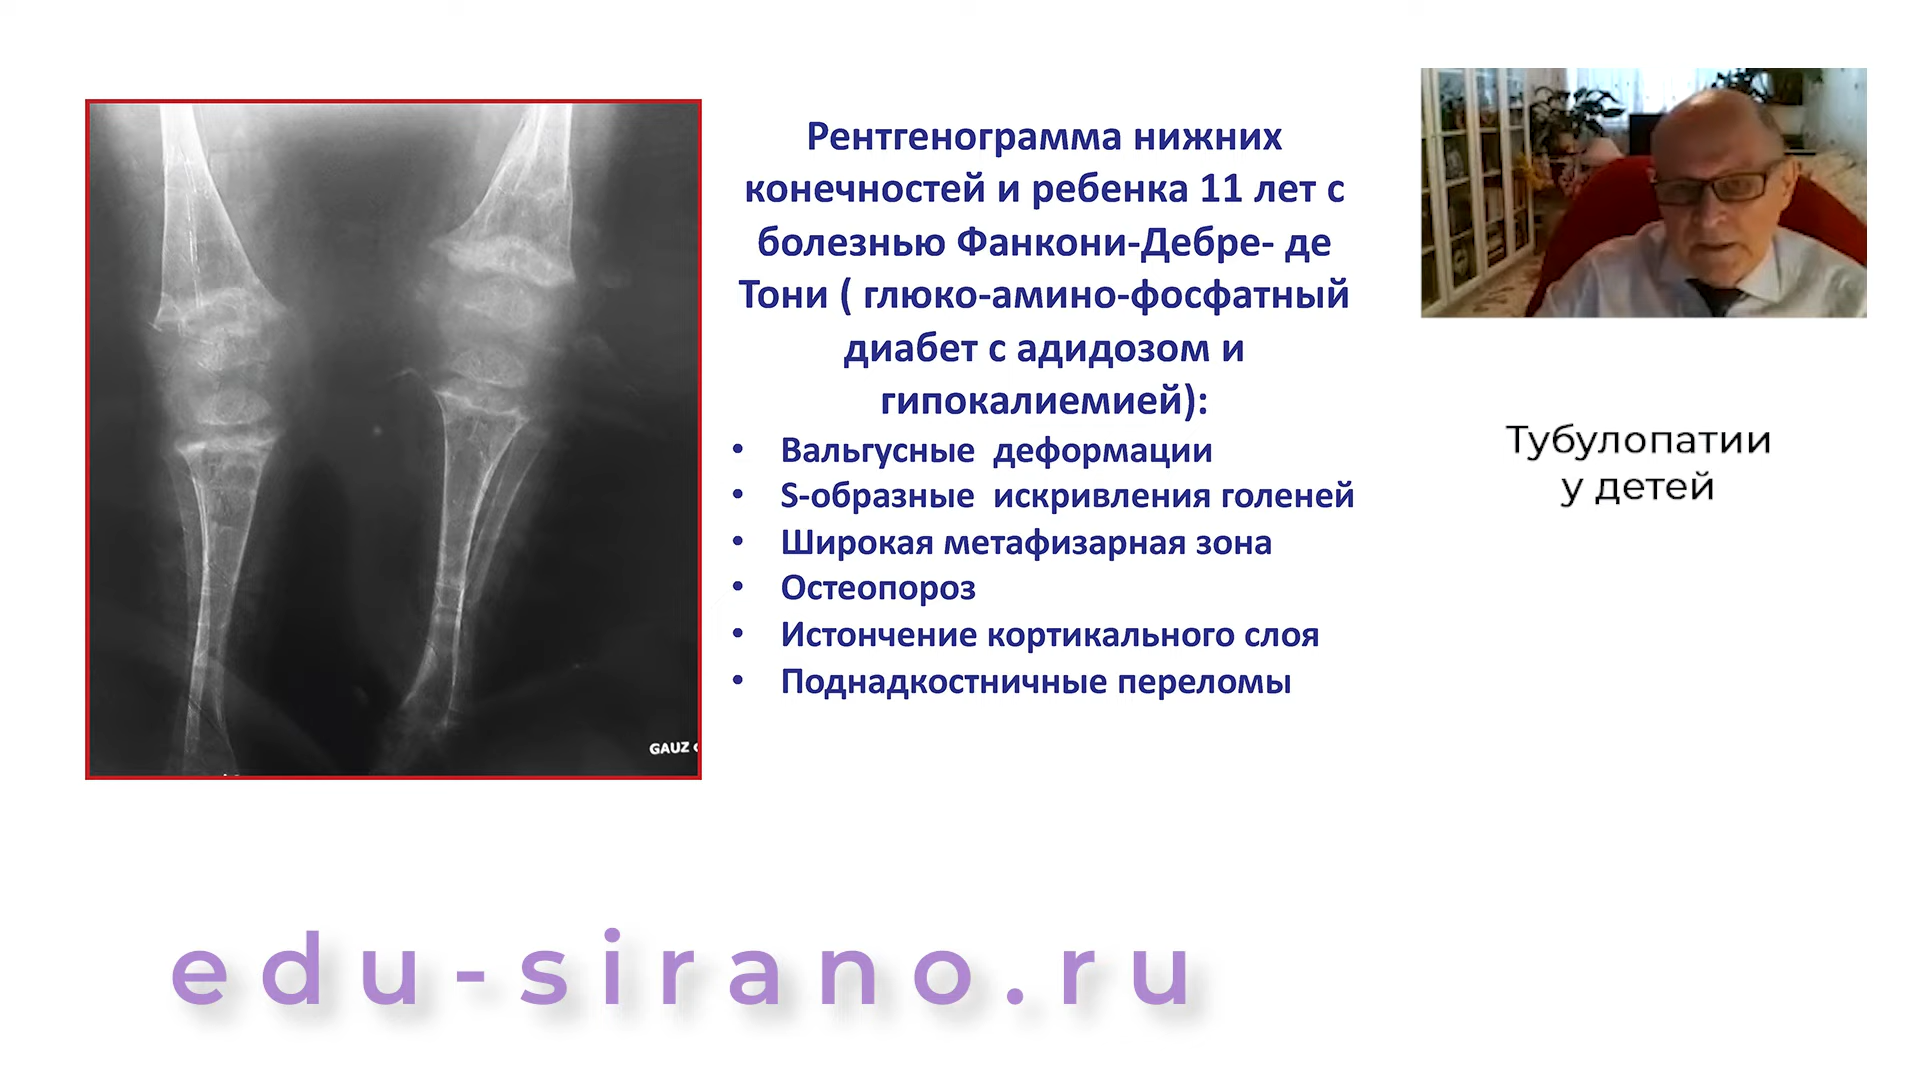 Рентгенограмма нижних
конечностей и ребенка 11 лет с
болезнью Фанкони-Дебре- де
Тони ( глюко-амино-фосфатный
диабет с адидозом и
гипокалиемией):
• Вальгусные деформации
• S-образные искривления голеней
• Широкая метафизарная зона
• Остеопороз
• Истончение кортикального слоя
• Поднадкостничные переломы
GAUZ
Тубулопатии
у детей
edu-sirano.ru